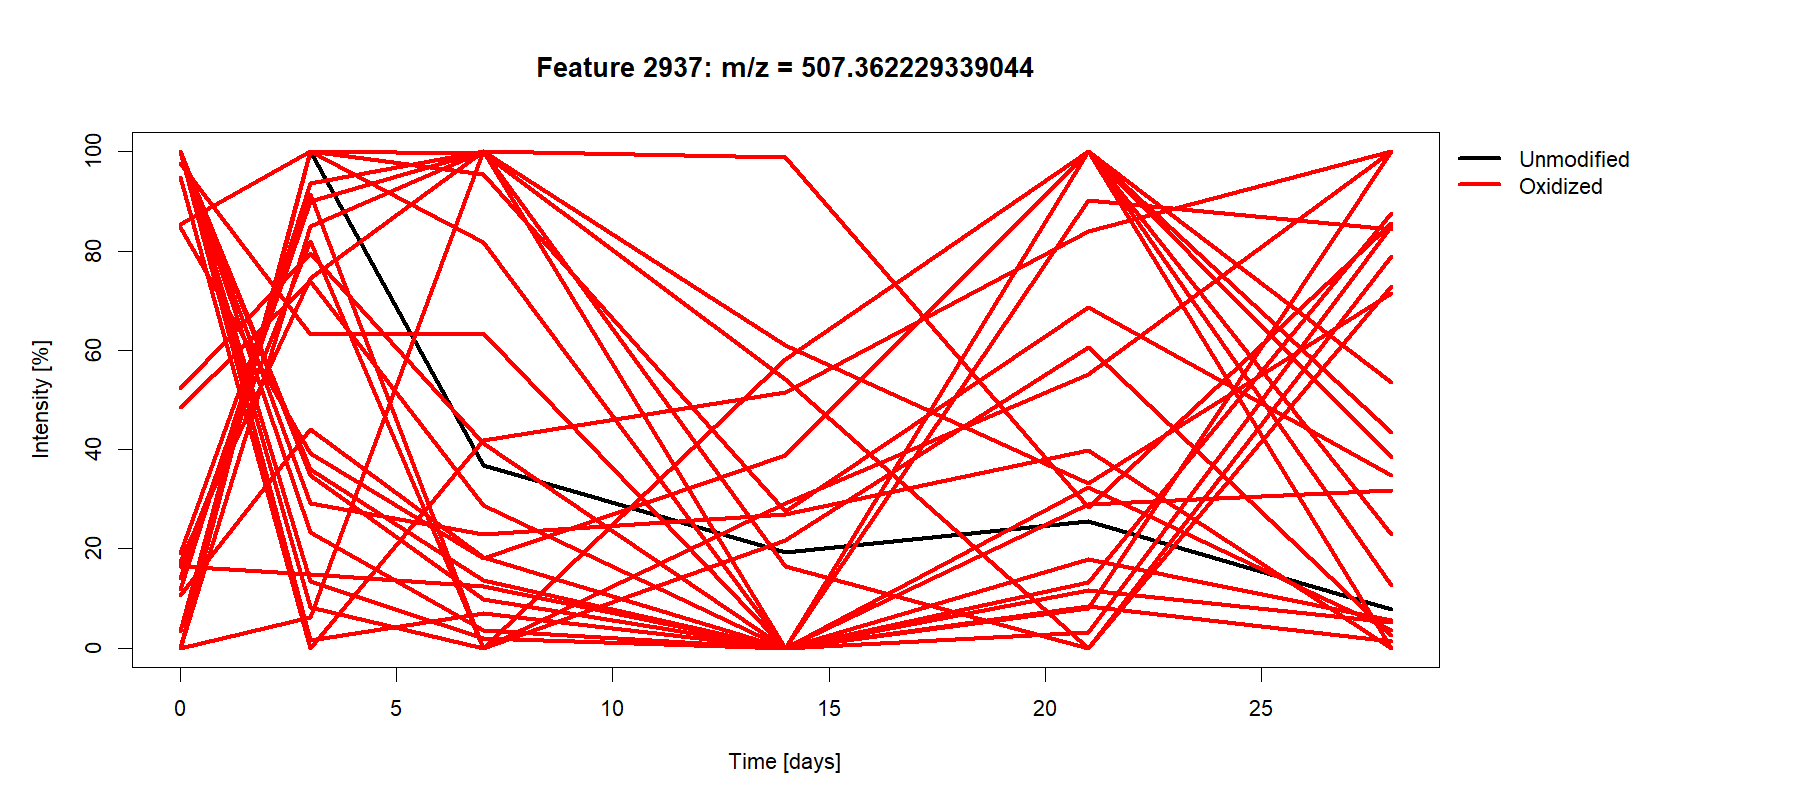 Feature 2937: m/z = 507.362229339044
Unmodified
Oxidized
Intensity [%]
100
80
60
40
20
0
0 5 10 15 20 25
Time [days]